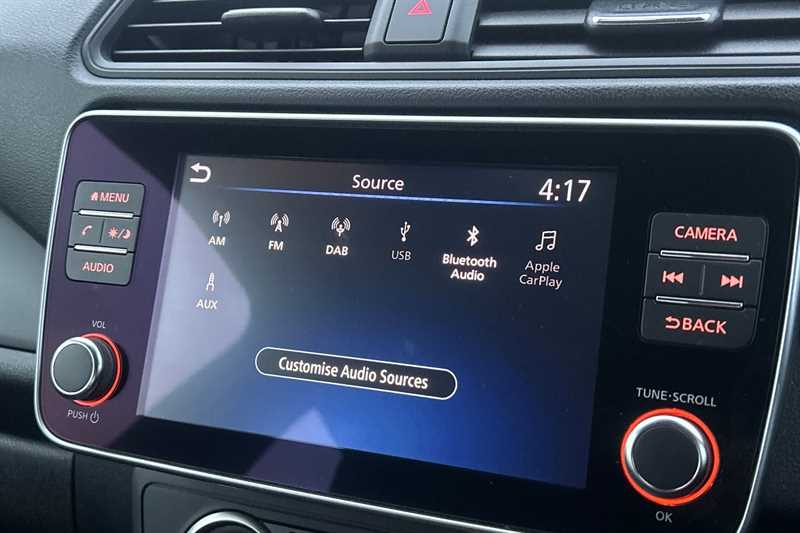 Source
4:17
MENU
AM
FM
DAB
USB
Bluetooth
Audio
Apple
CarPlay
AUX
Customise Audio Sources
AUDIO
VOL
PUSH
CAMERA
BACK
TUNE·SCROLL
OK